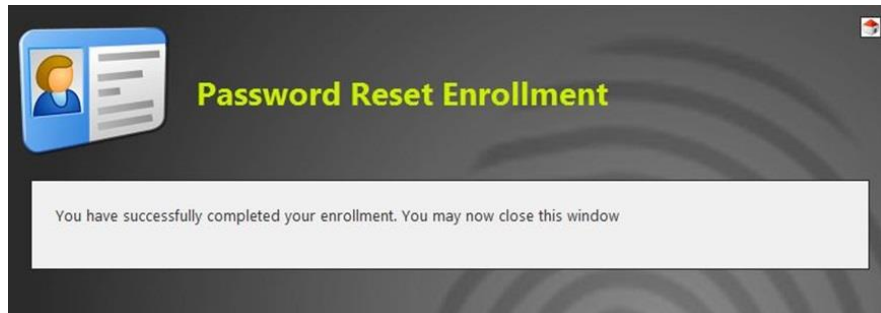 Password Reset Enrollment
You have successfully completed your enrollment. You may now close this window